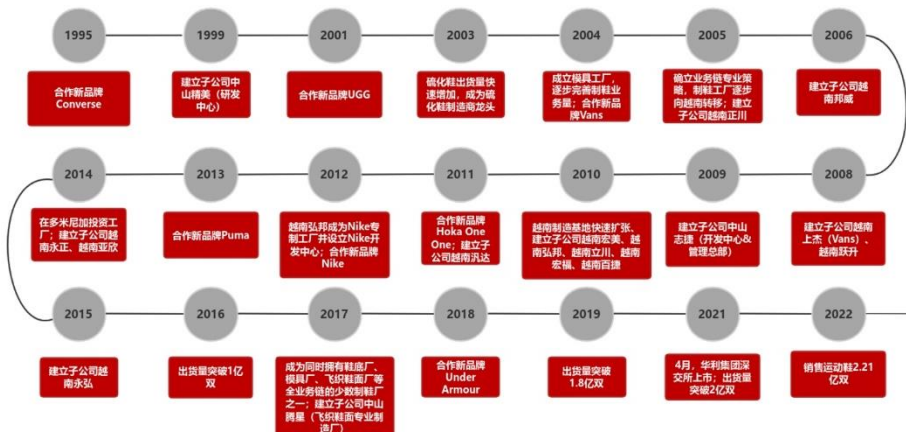 1995
1999
2001
2003
2004
2005
2006
合作新品牌
Converse
建立子公司中
山精美（研发
中心）
合作新品牌UGG
硫化鞋出货量快
速增加，成为硫
化鞋制造商龙头
成立模具工厂，
逐步完善制鞋业
务量；合作新品
牌Vans
确立业务链专业策
略，制鞋工厂逐步
向越南转移；建立
子公司越南正川
建立子公司越
南邦威
2014
2013
2012
2011
2010
2009
2008
在多米尼加投资工
厂；建立子公司越
南永正、越南亚欣
合作新品牌Puma
越南弘邦成为Nike专
制工厂并设立Nike开
发中心；合作新品牌
Nike
合作新品牌
Hoka One
One；建立子
公司越南汎达
越南制造基地快速扩张、
建立子公司越南宏美、越
南弘邦、越南立川、越南
宏福、越南百捷
建立子公司中山
志捷（开发中心&
管理总部）
建立子公司越南
上杰（Vans）、
越南跃升
2015
2016
2017
2018
2019
2021
2022
建立子公司越
南永弘
出货量突破1亿
双
成为同时拥有鞋底厂、
模具厂、飞织鞋面厂等
全业务链的少数制鞋厂
之一；建立子公司中山
腾星（飞织鞋面专业制
造厂）
合作新品牌
Under
Armour
出货量突破
1.8亿双
4月，华利集团深
交所上市；出货量
突破2亿双
销售运动鞋2.21
亿双